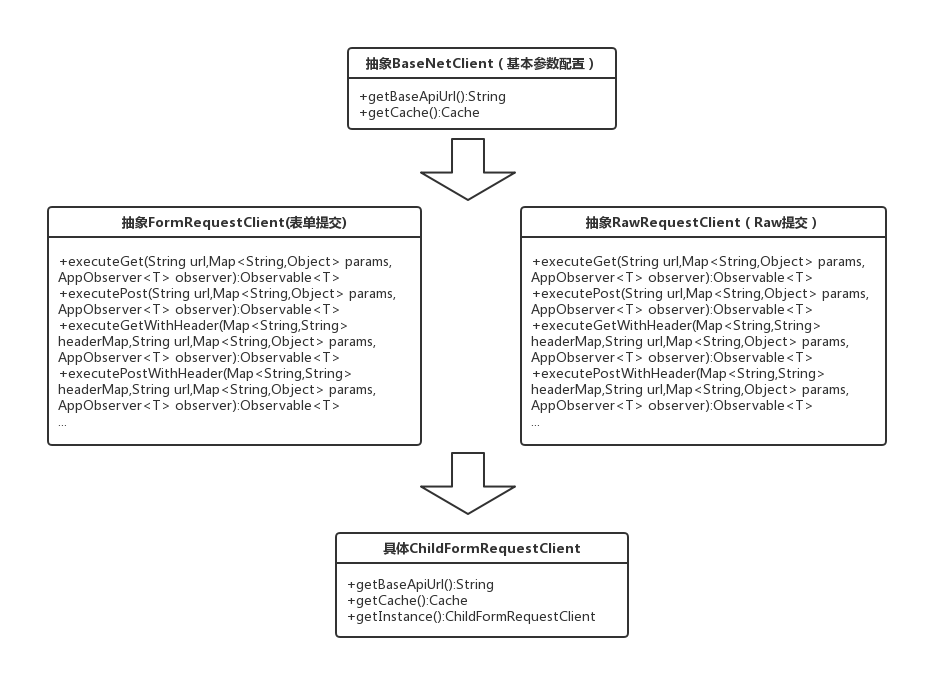 抽象BaseNetClient（基本参数配置）
+getBaseApiUrl():String
+getCache():Cache
抽象FormRequestClient(表单提交)
+executeGet(String url,Map<String,Object> params,
AppObserver<T> observer):Observable<T>
+executePost(String url,Map<String,Object> params,
AppObserver<T> observer):Observable<T>
+executeGetWithHeader(Map<String,String>
headerMap,String url,Map<String,Object> params,
AppObserver<T> observer):Observable<T>
+executePostWithHeader(Map<String,String>
headerMap,String url,Map<String,Object> params,
AppObserver<T> observer):Observable<T>
...
抽象RawRequestClient（Raw提交）
+executeGet(String url,Map<String,Object> params,
AppObserver<T> observer):Observable<T>
+executePost(String url,Map<String,Object> params,
AppObserver<T> observer):Observable<T>
+executeGetWithHeader(Map<String,String>
headerMap,String url,Map<String,Object> params,
AppObserver<T> observer):Observable<T>
+executePostWithHeader(Map<String,String>
headerMap,String url,Map<String,Object> params,
AppObserver<T> observer):Observable<T>
...
具体ChildFormRequestClient
+getBaseApiUrl():String
+getCache():Cache
+getInstance():ChildFormRequestClient